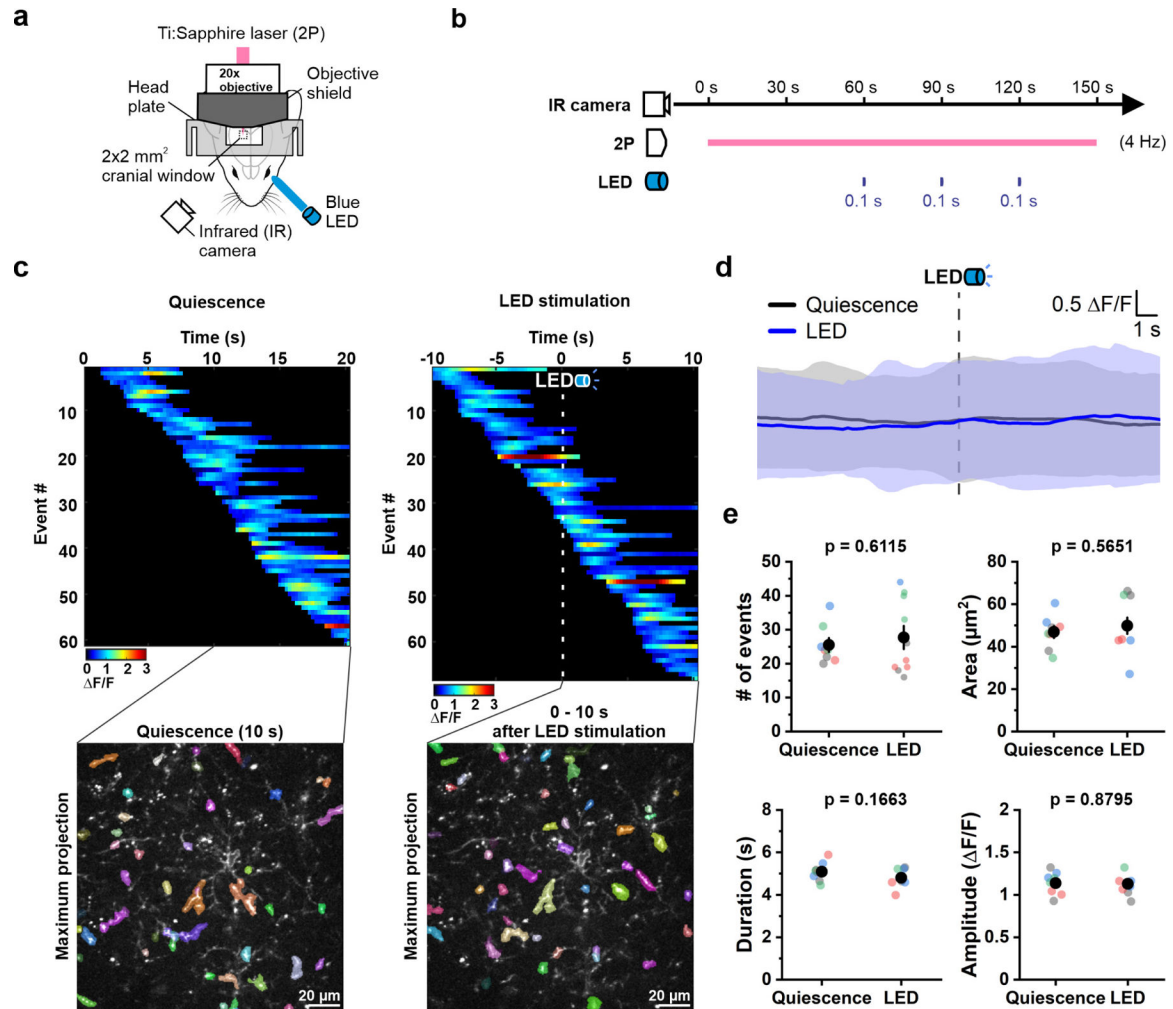 a
Ti:Sapphire laser (2P)
20x
objective
Head
plate
Objective
shield
2x2 mm²
cranial window
Blue
LED
Infrared (IR)
camera
b
0 s 30 s 60 s 90 s 120 s 150 s
IR camera
2P
(4 Hz)
LED
0.1 s 0.1 s 0.1 s
c
Quiescence
Time (s)
0 5 10 15 20
Event #
10
20
30
40
50
60
0 1 2 3
ΔF/F
LED stimulation
Time (s)
-10 -5 0 5 10
LED
Event #
10
20
30
40
50
60
0 1 2 3
ΔF/F
Quiescence (10 s)
Maximum projection
20 µm
0 - 10 s
after LED stimulation
Maximum projection
20 µm
d
LED
Quiescence
LED
0.5 ΔF/F
1 s
e
p = 0.6115
# of events
50
40
30
20
10
0
Quiescence LED
p = 0.5651
Area (µm²)
100
80
60
40
20
0
Quiescence LED
p = 0.1663
Duration (s)
8
6
4
2
0
Quiescence LED
p = 0.8795
Amplitude (ΔF/F)
2
1.5
1
0.5
0
Quiescence LED